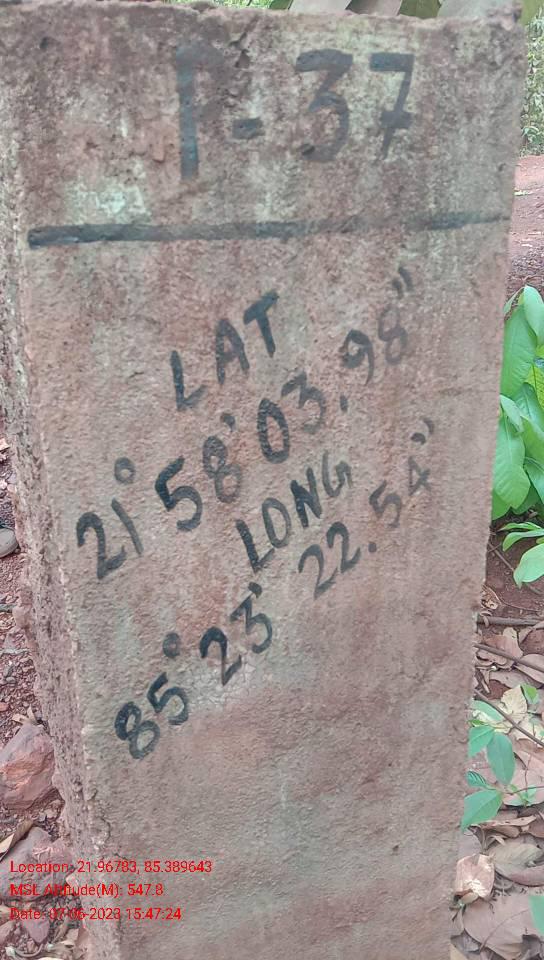 P-37
LAT
21° 58' 03.98"
LONG
85° 23' 22.54"
Location: 21.96783, 85.389643
MSL Altitude(M): 547.8
Date: 07-06-2023 15:47:24